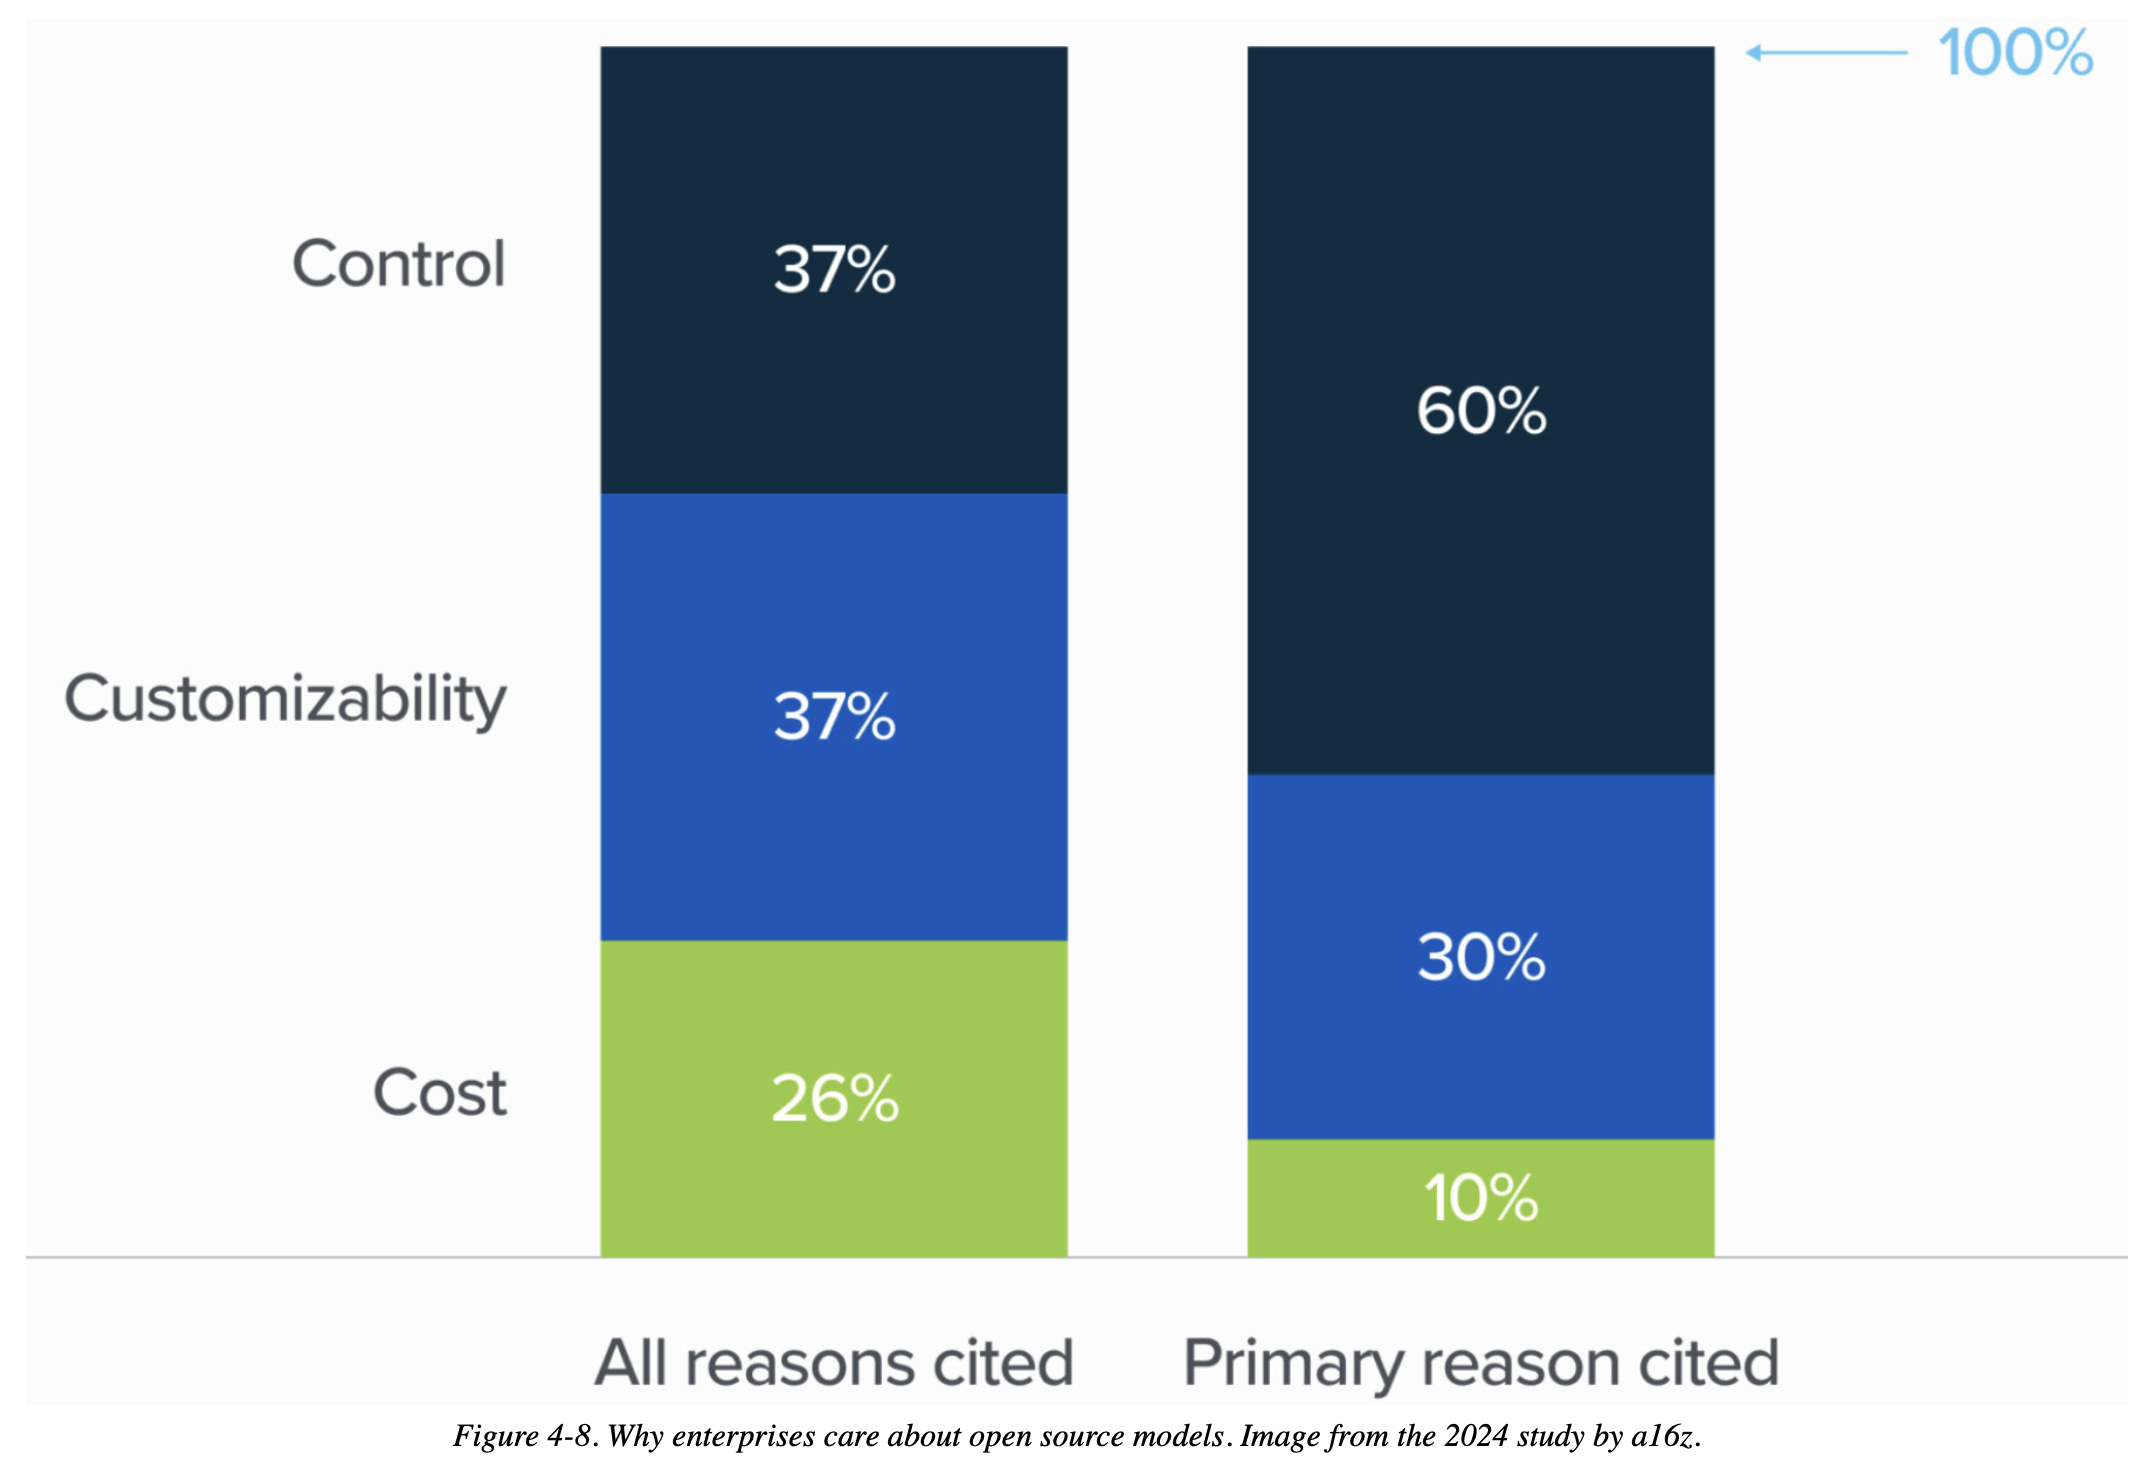 100%
Control
37%
60%
Customizability
37%
30%
Cost
26%
10%
All reasons cited
Primary reason cited
Figure 4-8. Why enterprises care about open source models. Image from the 2024 study by a16z.